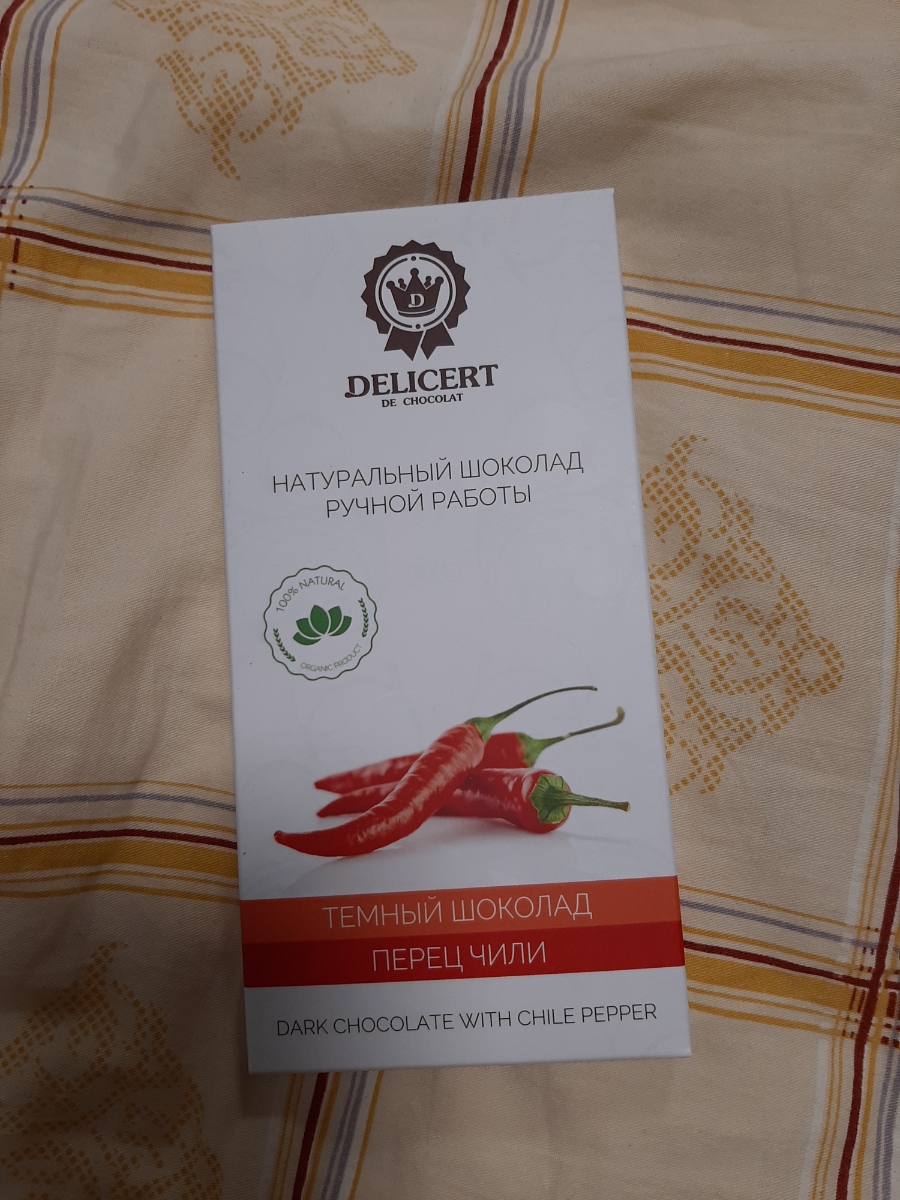 D
DELICERT
DE CHOCOLAT
НАТУРАЛЬНЫЙ ШОКОЛАД
РУЧНОЙ РАБОТЫ
100% NATURAL
ORGANIC PRODUCT
ТЕМНЫЙ ШОКОЛАД
ПЕРЕЦ ЧИЛИ
DARK CHOCOLATE WITH CHILE PEPPER